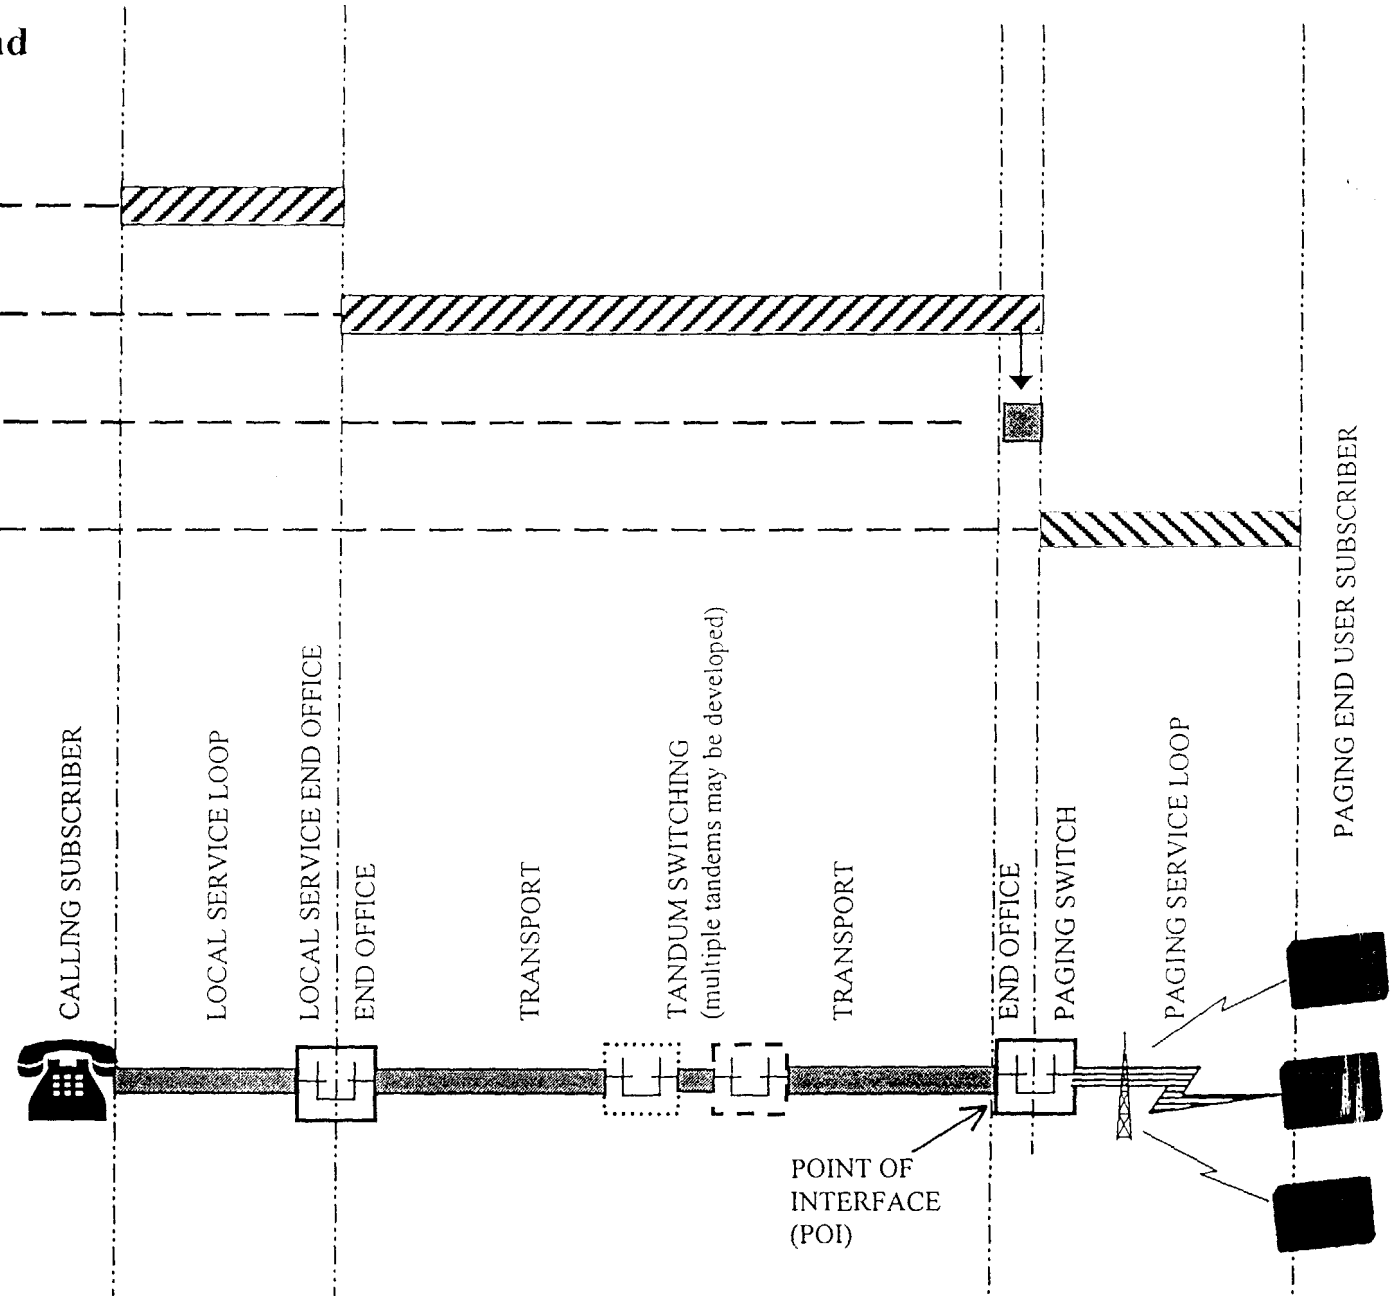 CALLING SUBSCRIBER
LOCAL SERVICE LOOP
LOCAL SERVICE END OFFICE
END OFFICE
TRANSPORT
TANDUM SWITCHING
(multiple tandems may be developed)
TRANSPORT
END OFFICE
PAGING SWITCH
PAGING SERVICE LOOP
PAGING END USER SUBSCRIBER
POINT OF
INTERFACE
(POI)